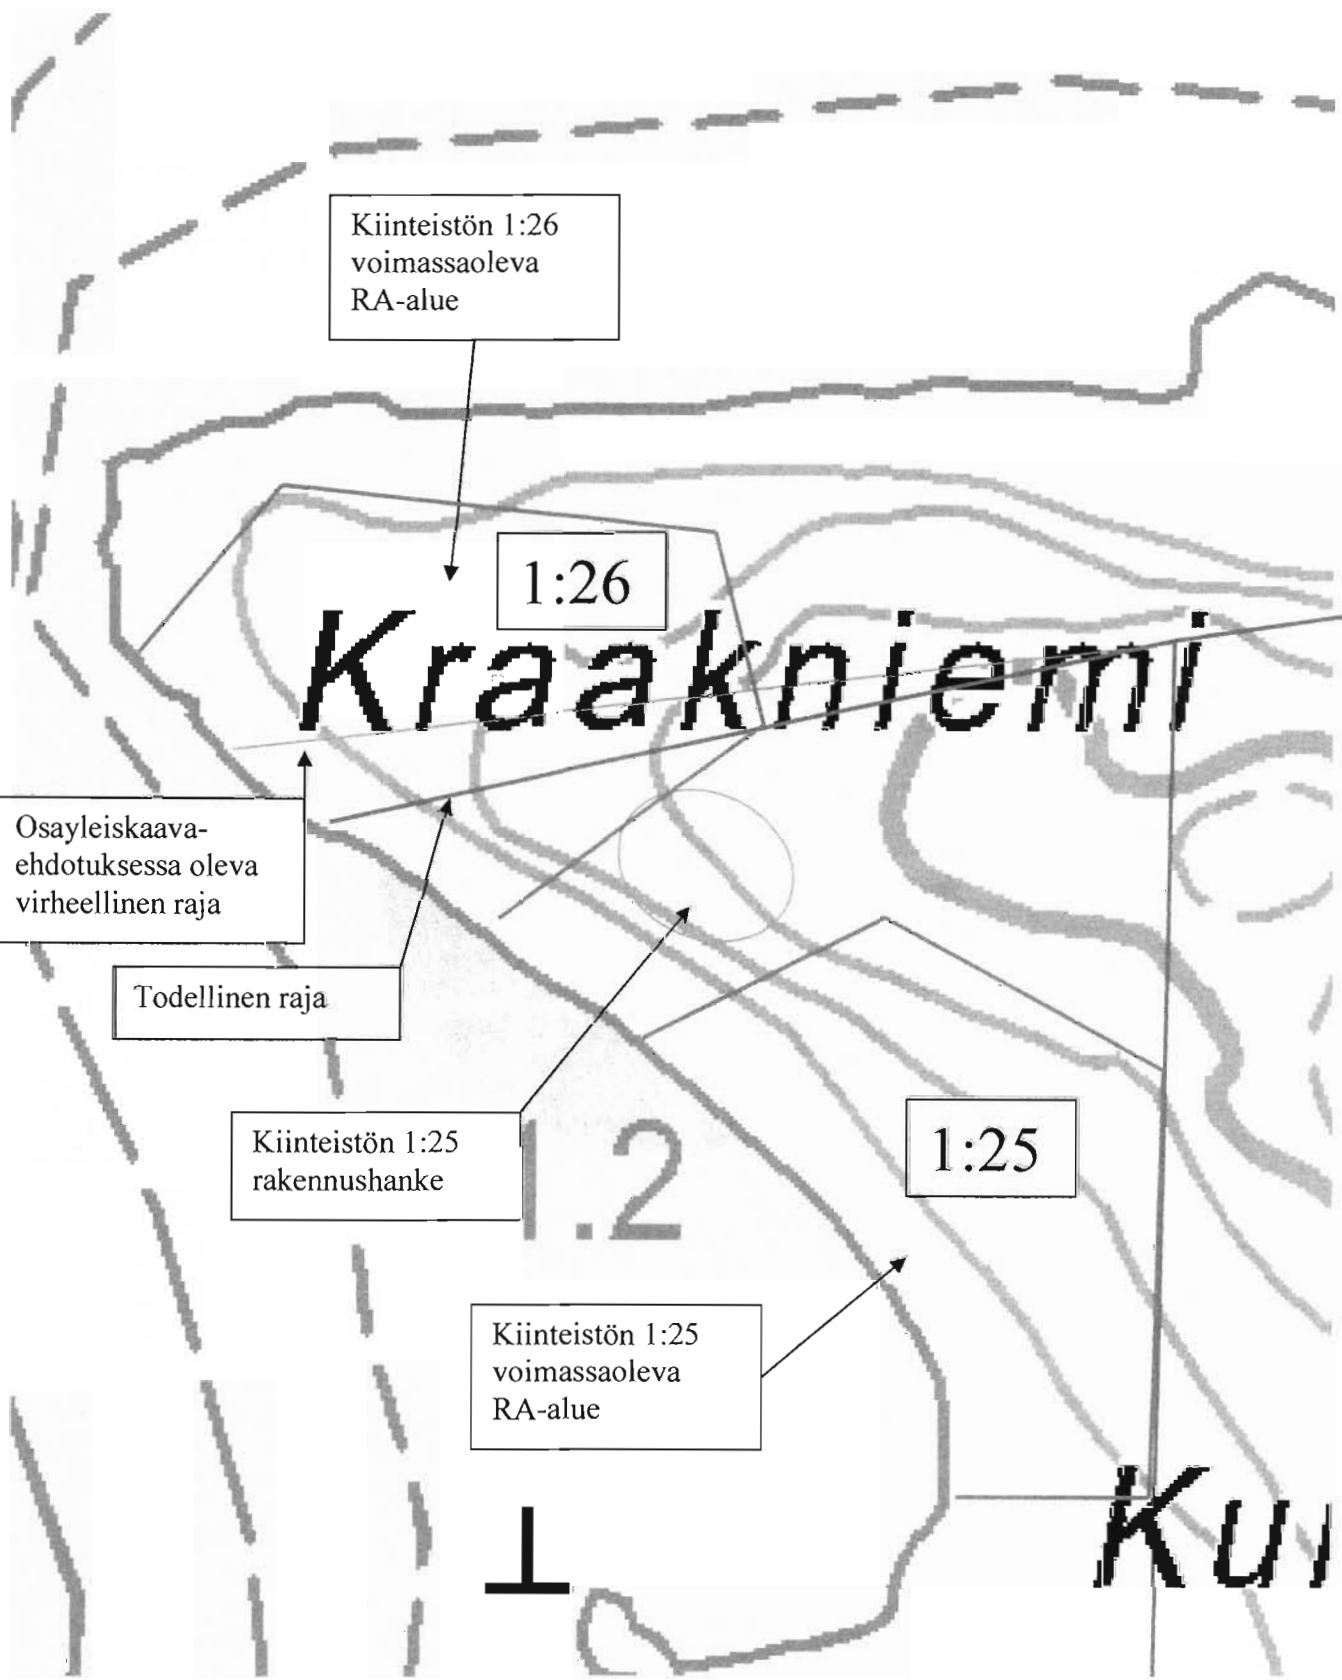 Kiinteistön 1:26
voimassaoleva
RA-alue
1:26
Kraakniemi
Osayleiskaava-
ehdotuksessa oleva
virheellinen raja
Todellinen raja
Kiinteistön 1:25
rakennushanke
1.2
1:25
Kiinteistön 1:25
voimassaoleva
RA-alue